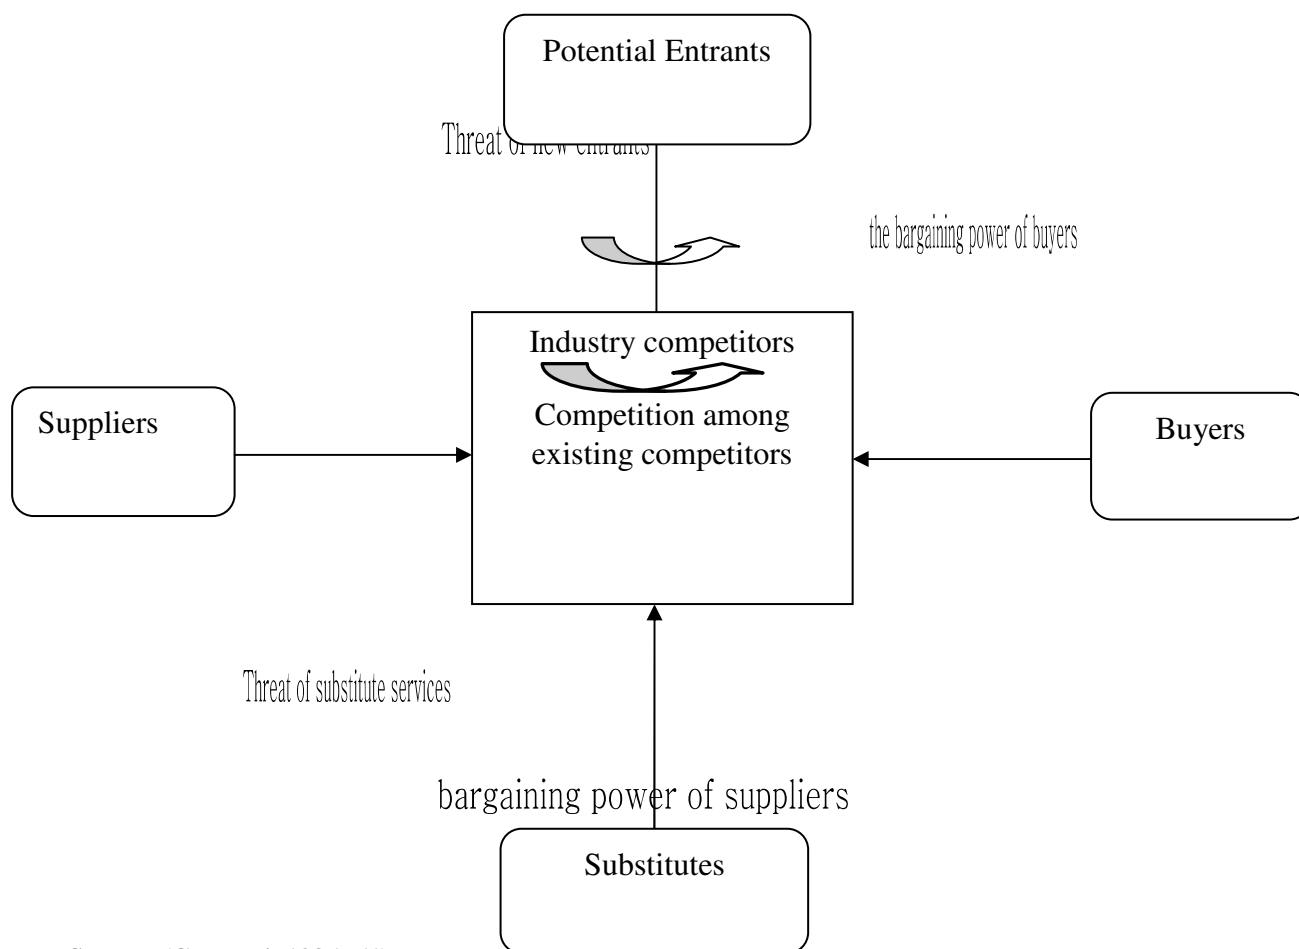 Potential Entrants
Threat of new entrants
the bargaining power of buyers
Industry competitors
Competition among
existing competitors
Suppliers
Buyers
Threat of substitute services
bargaining power of suppliers
Substitutes